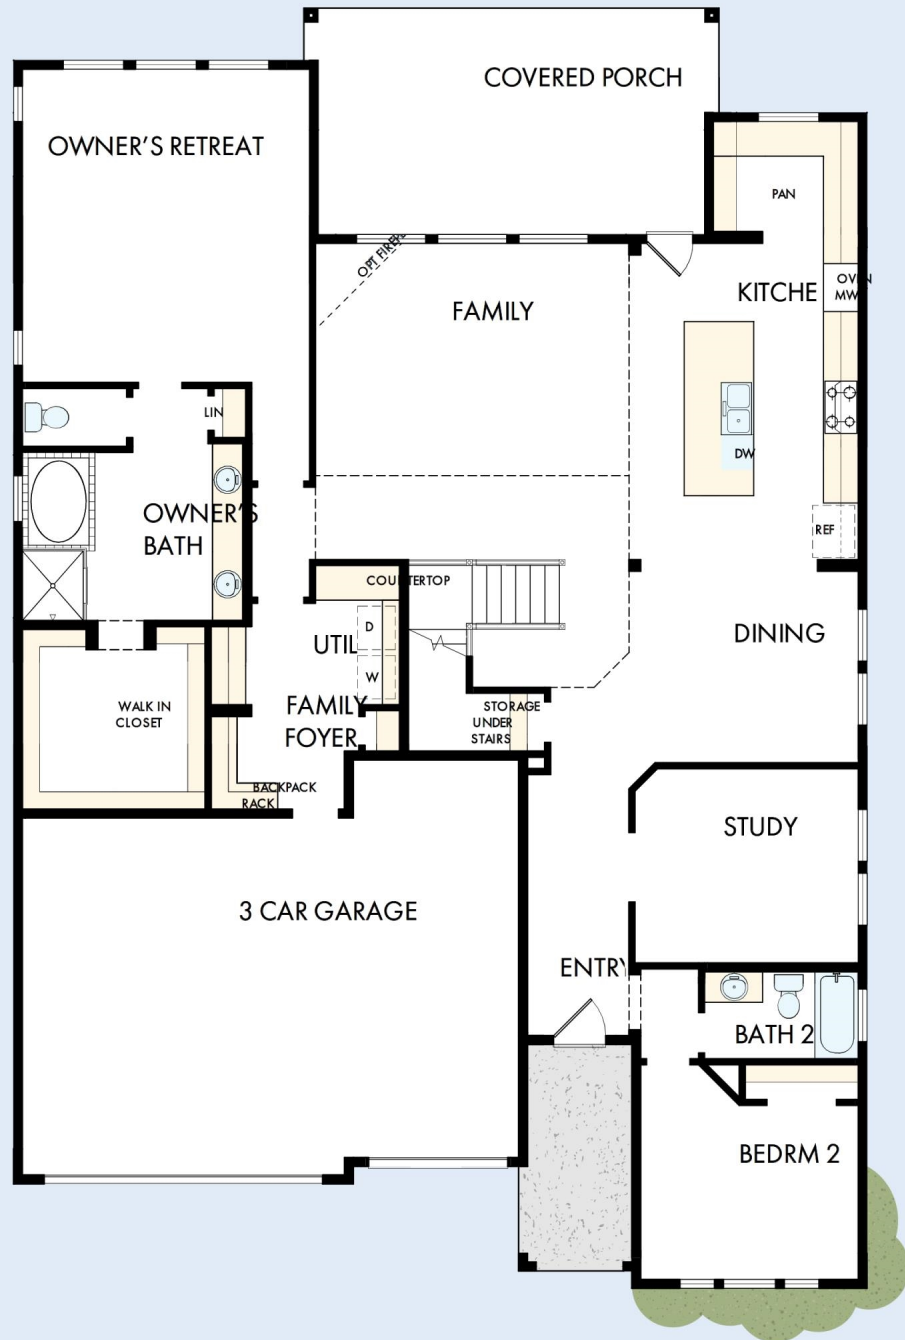 COVERED PORCH
OWNER'S RETREAT
PAN
OPT FIREP
KITCHE
OVEN
MW
FAMILY
LIN
DW
OWNER'S
BATH
REF
COUNTERTOP
D
UTIL
DINING
W
WALK IN
CLOSET
FAMILY
FOYER
STORAGE
UNDER
STAIRS
BACKPACK
RACK
STUDY
3 CAR GARAGE
ENTRY
BATH 2
BEDRM 2